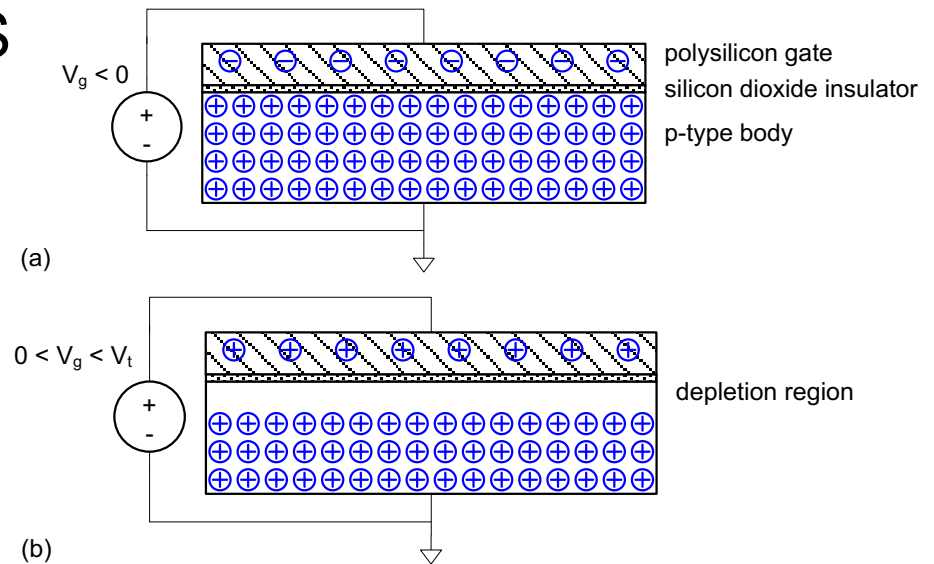 S
polysilicon gate
V_g < 0
silicon dioxide insulator
+
p-type body
-
(a)
0 < V_g < V_t
depletion region
+
-
(b)